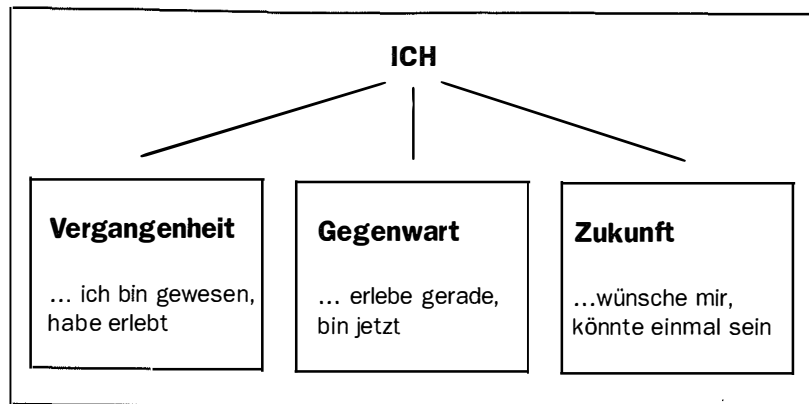 ICH
Vergangenheit
... ich bin gewesen,
habe erlebt
Gegenwart
... erlebe gerade,
bin jetzt
Zukunft
...wünsche mir,
könnte einmal sein